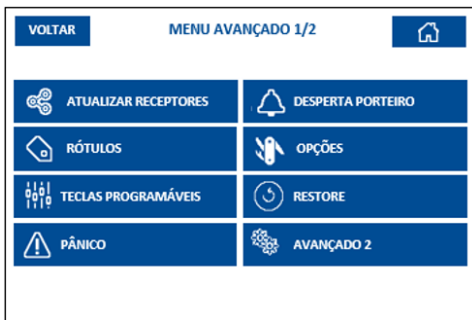 VOLTAR MENU AVANÇADO 1/2
ATUALIZAR RECEPTORES DESPERTA PORTEIRO
RÓTULOS OPÇÕES
TECLAS PROGRAMÁVEIS RESTORE
PÂNICO AVANÇADO 2